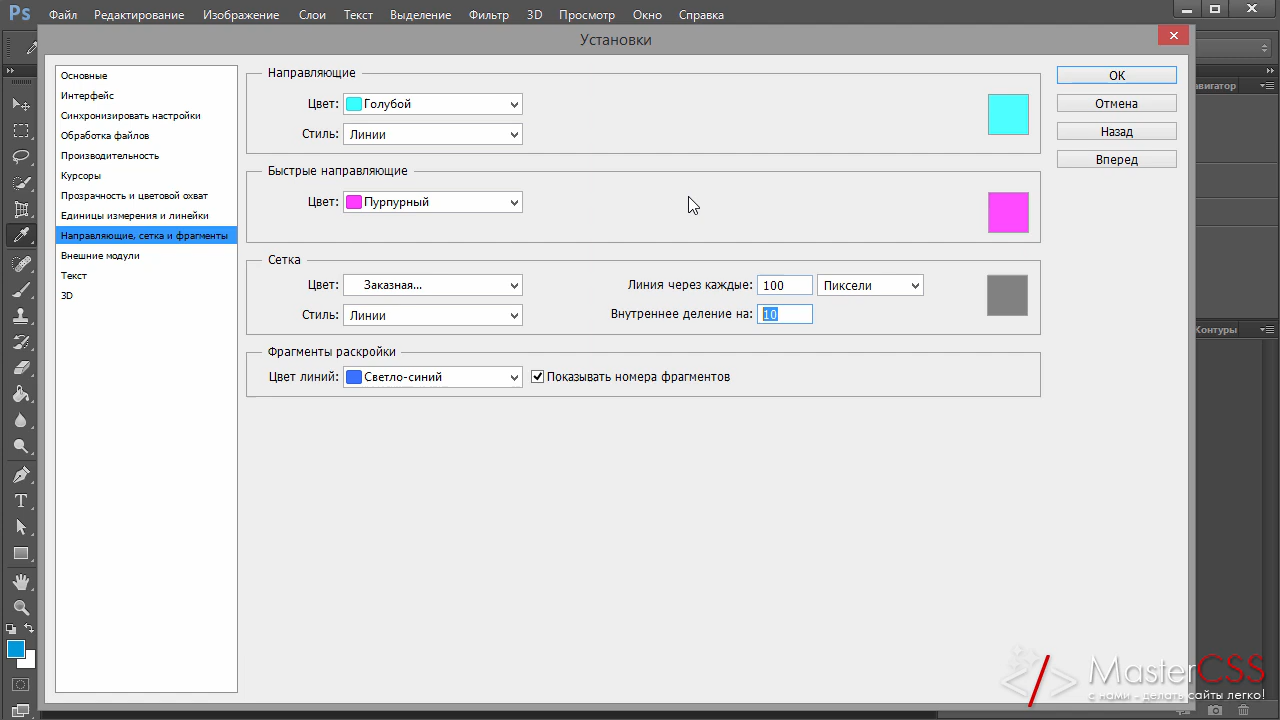 Ps Файл Редактирование Изображение Слои Текст Выделение Фильтр 3D Просмотр Окно Справка
Установки
Основные
Интерфейс
Синхронизировать настройки
Обработка файлов
Производительность
Курсоры
Прозрачность и цветовой охват
Единицы измерения и линейки
Направляющие, сетка и фрагменты
Внешние модули
Текст
3D
Направляющие
Цвет: Голубой
Стиль: Линии
Быстрые направляющие
Цвет: Пурпурный
Сетка
Цвет: Заказная... Линия через каждые: 100 Пиксели
Стиль: Линии Внутреннее деление на: 10
Фрагменты раскройки
Цвет линий: Светло-синий Показывать номера фрагментов
OK
Отмена
Назад
Вперед
вигатор
Контуры
MasterCSS
с нами - делать сайты легко!